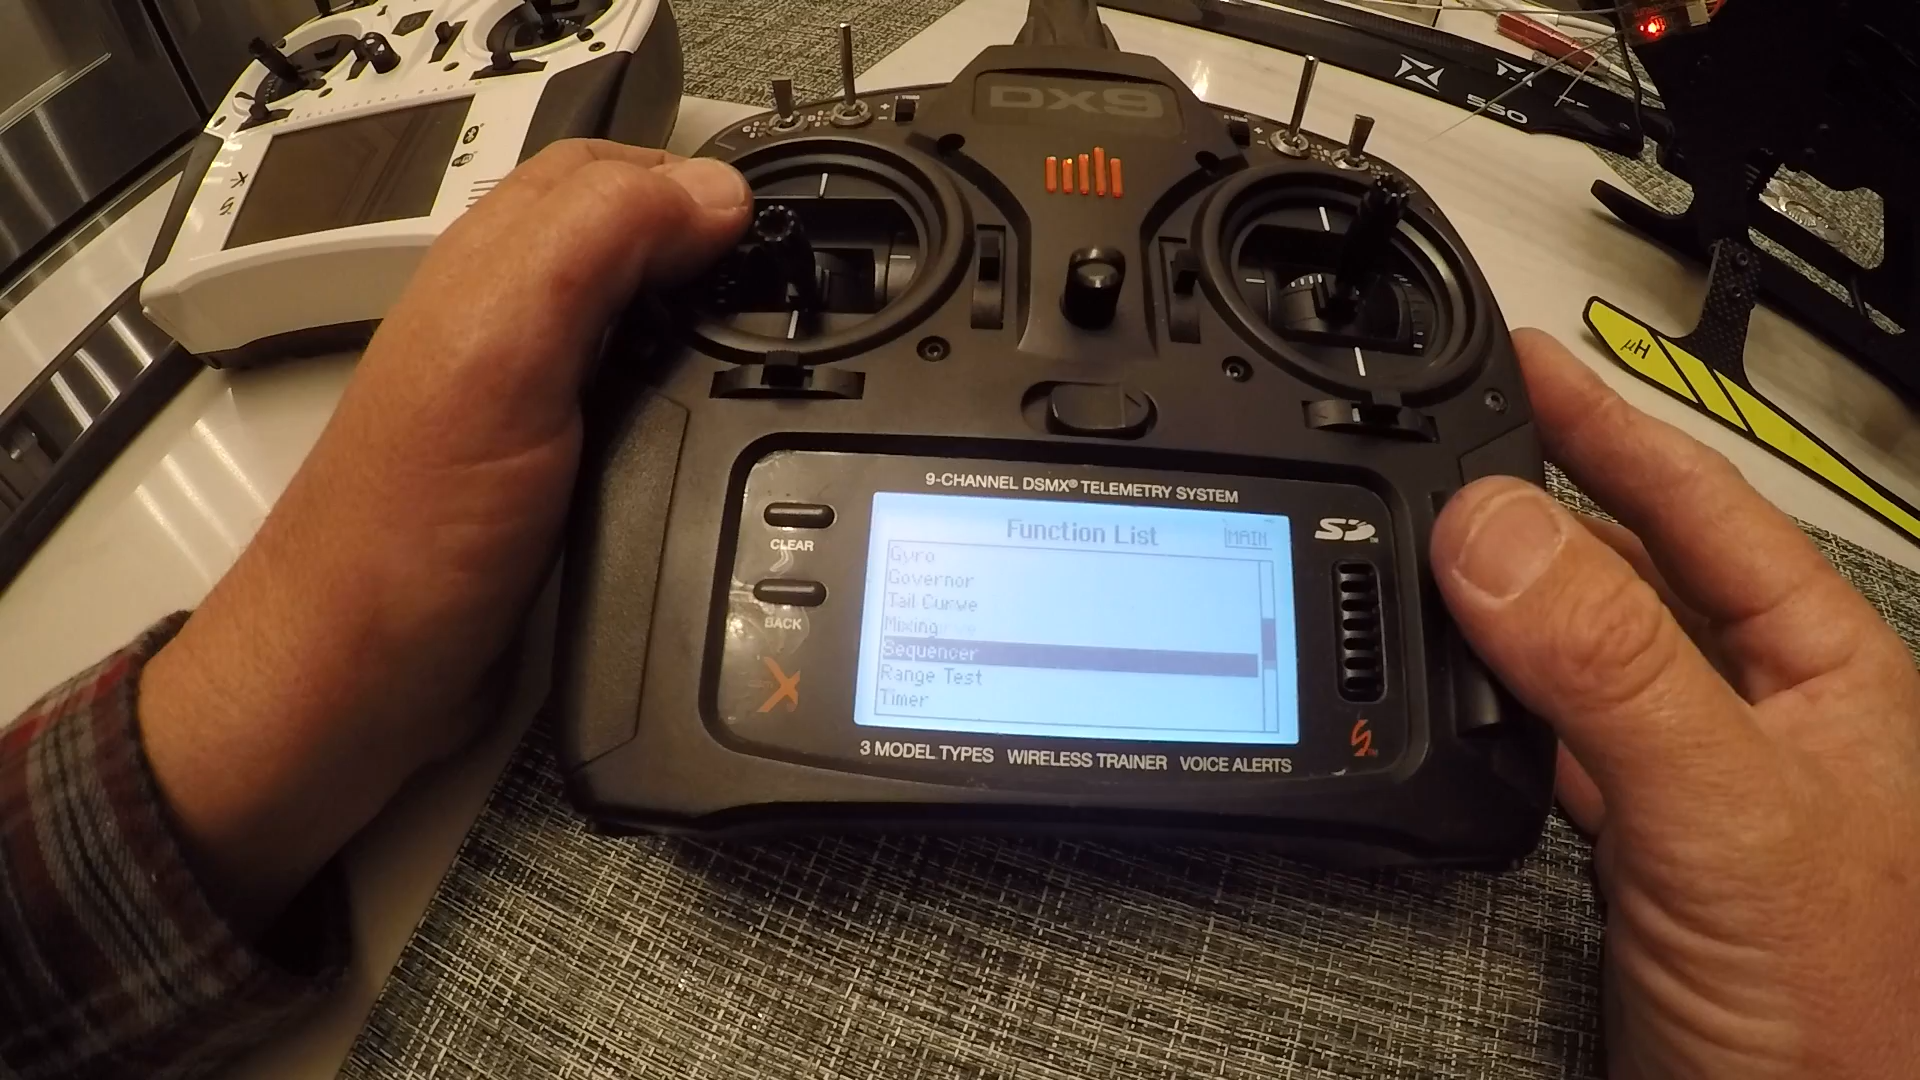 DX9
550
µH
9-CHANNEL DSMX® TELEMETRY SYSTEM
Function List
MAIN
Gyro
Governor
Tail Curve
Mixing
Sequencer
Range Test
Timer
CLEAR
BACK
SD
3 MODEL TYPES WIRELESS TRAINER VOICE ALERTS